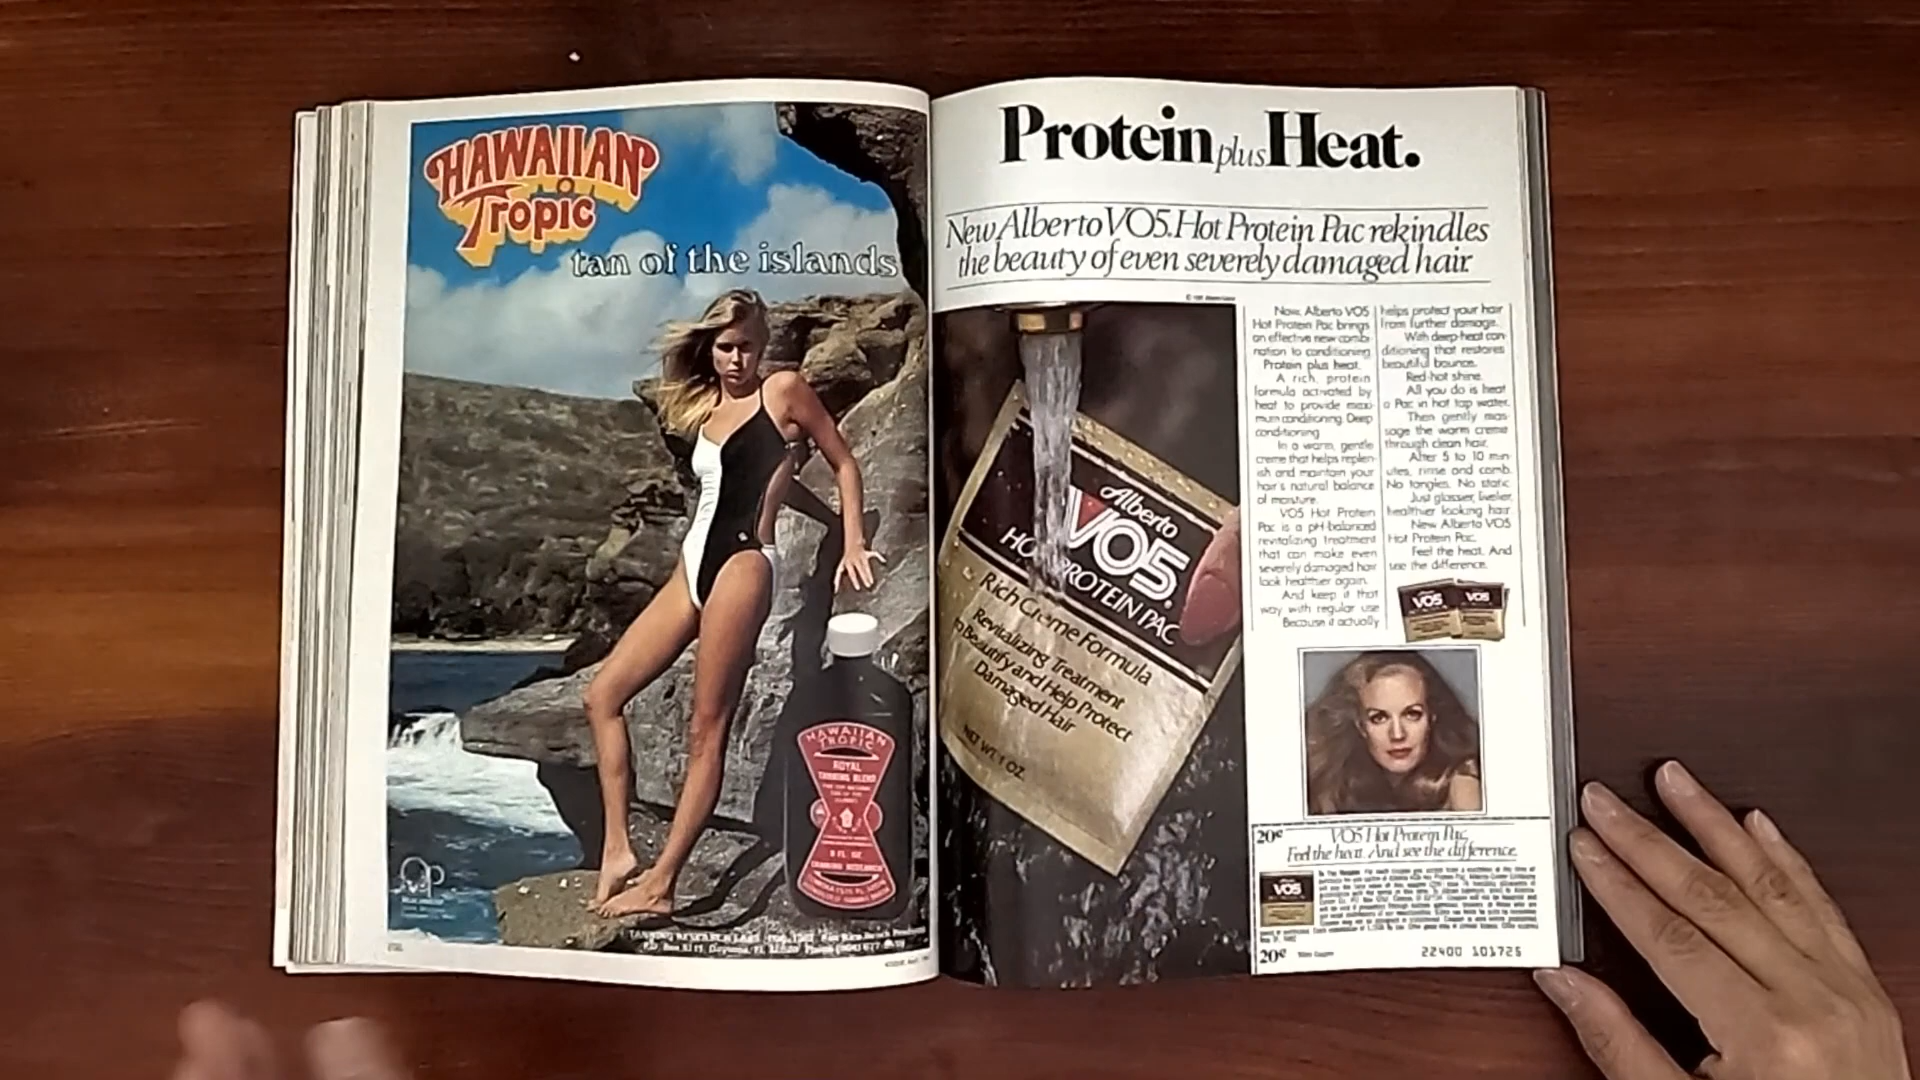 HAWAIIAN
Tropic
tan of the islands
HAWAIIAN
TROPIC
ROYAL
TANNING BLEND
8 FL. OZ.
TANNING RESEARCH
Op
TANNING RESEARCH LABS
Protein plus Heat.
New Alberto VO5 Hot Protein Pac rekindles
the beauty of even severely damaged hair.
Alberto
VO5
HOT PROTEIN PAC
Rich Creme Formula
Revitalizing Treatment
to Beautify and Help Protect
Damaged Hair
NET WT. 1 OZ.
Now, Alberto VO5
Hot Protein Pac brings
an effective new combi-
nation to conditioning.
Protein plus heat.
A rich, protein
formula activated by
heat to provide maxi-
mum conditioning. Deep
conditioning.
In a warm, gentle
creme that helps replen-
ish and maintain your
hair's natural balance
of moisture.
VO5 Hot Protein
Pac is a pH-balanced
revitalizing treatment
that can make even
severely damaged hair
look healthier again.
And keep it that
way with regular use.
Because it actually
helps protect your hair
from further damage.
With deep-heat con-
ditioning that restores
beautiful bounce.
Red-hot shine.
All you do is heat
a Pac in hot tap water.
Then gently mas-
sage the warm creme
through clean hair.
After 5 to 10 min-
utes, rinse and comb.
No tangles. No static.
Just glossier, livelier,
healthier looking hair.
New Alberto VO5
Hot Protein Pac.
Feel the heat. And
see the difference.
VO5
VO5
20¢
VO5 Hot Protein Pac.
Feel the heat. And see the difference.
VO5
20¢
22400 101725